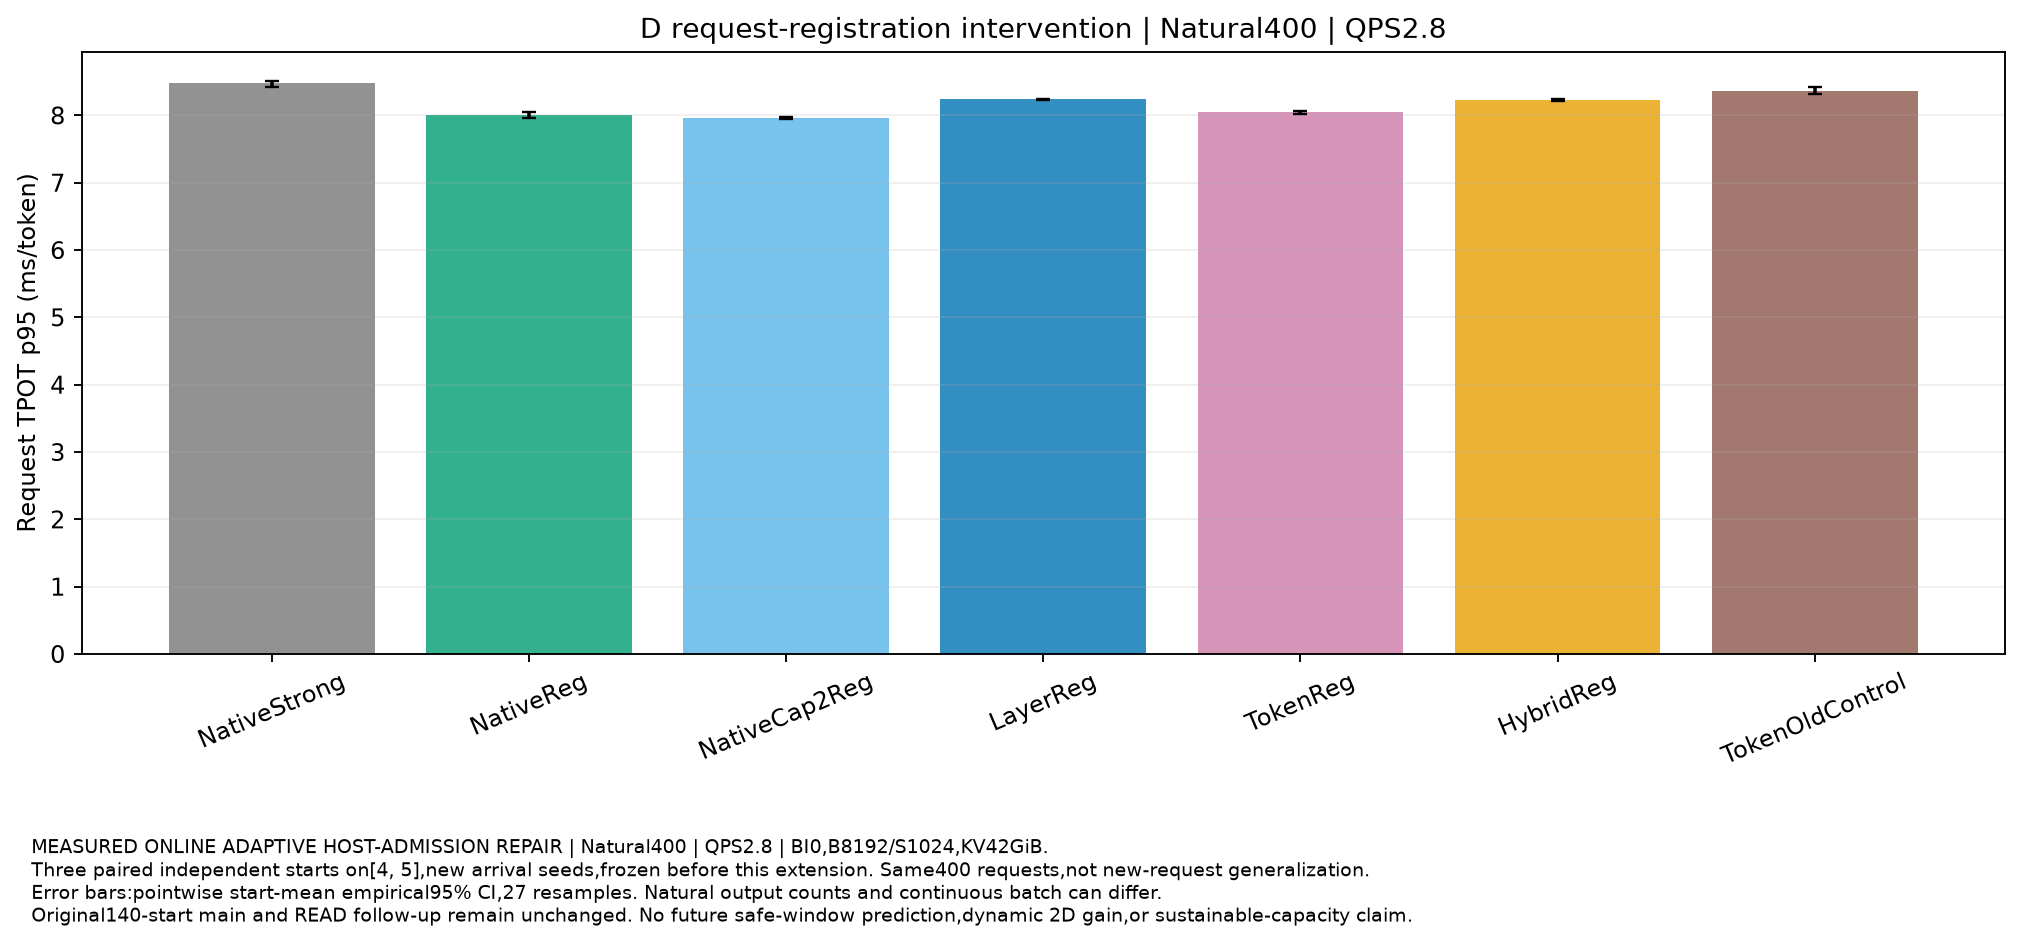 D request-registration intervention | Natural400 | QPS2.8
Request TPOT p95 (ms/token)
8
7
6
5
4
3
2
1
0
NativeStrong
NativeReg
NativeCap2Reg
LayerReg
TokenReg
HybridReg
TokenOldControl
MEASURED ONLINE ADAPTIVE HOST-ADMISSION REPAIR | Natural400 | QPS2.8 | BI0,B8192/S1024,KV42GiB.
Three paired independent starts on[4, 5],new arrival seeds,frozen before this extension. Same400 requests,not new-request generalization.
Error bars:pointwise start-mean empirical95% CI,27 resamples. Natural output counts and continuous batch can differ.
Original140-start main and READ follow-up remain unchanged. No future safe-window prediction,dynamic 2D gain,or sustainable-capacity claim.